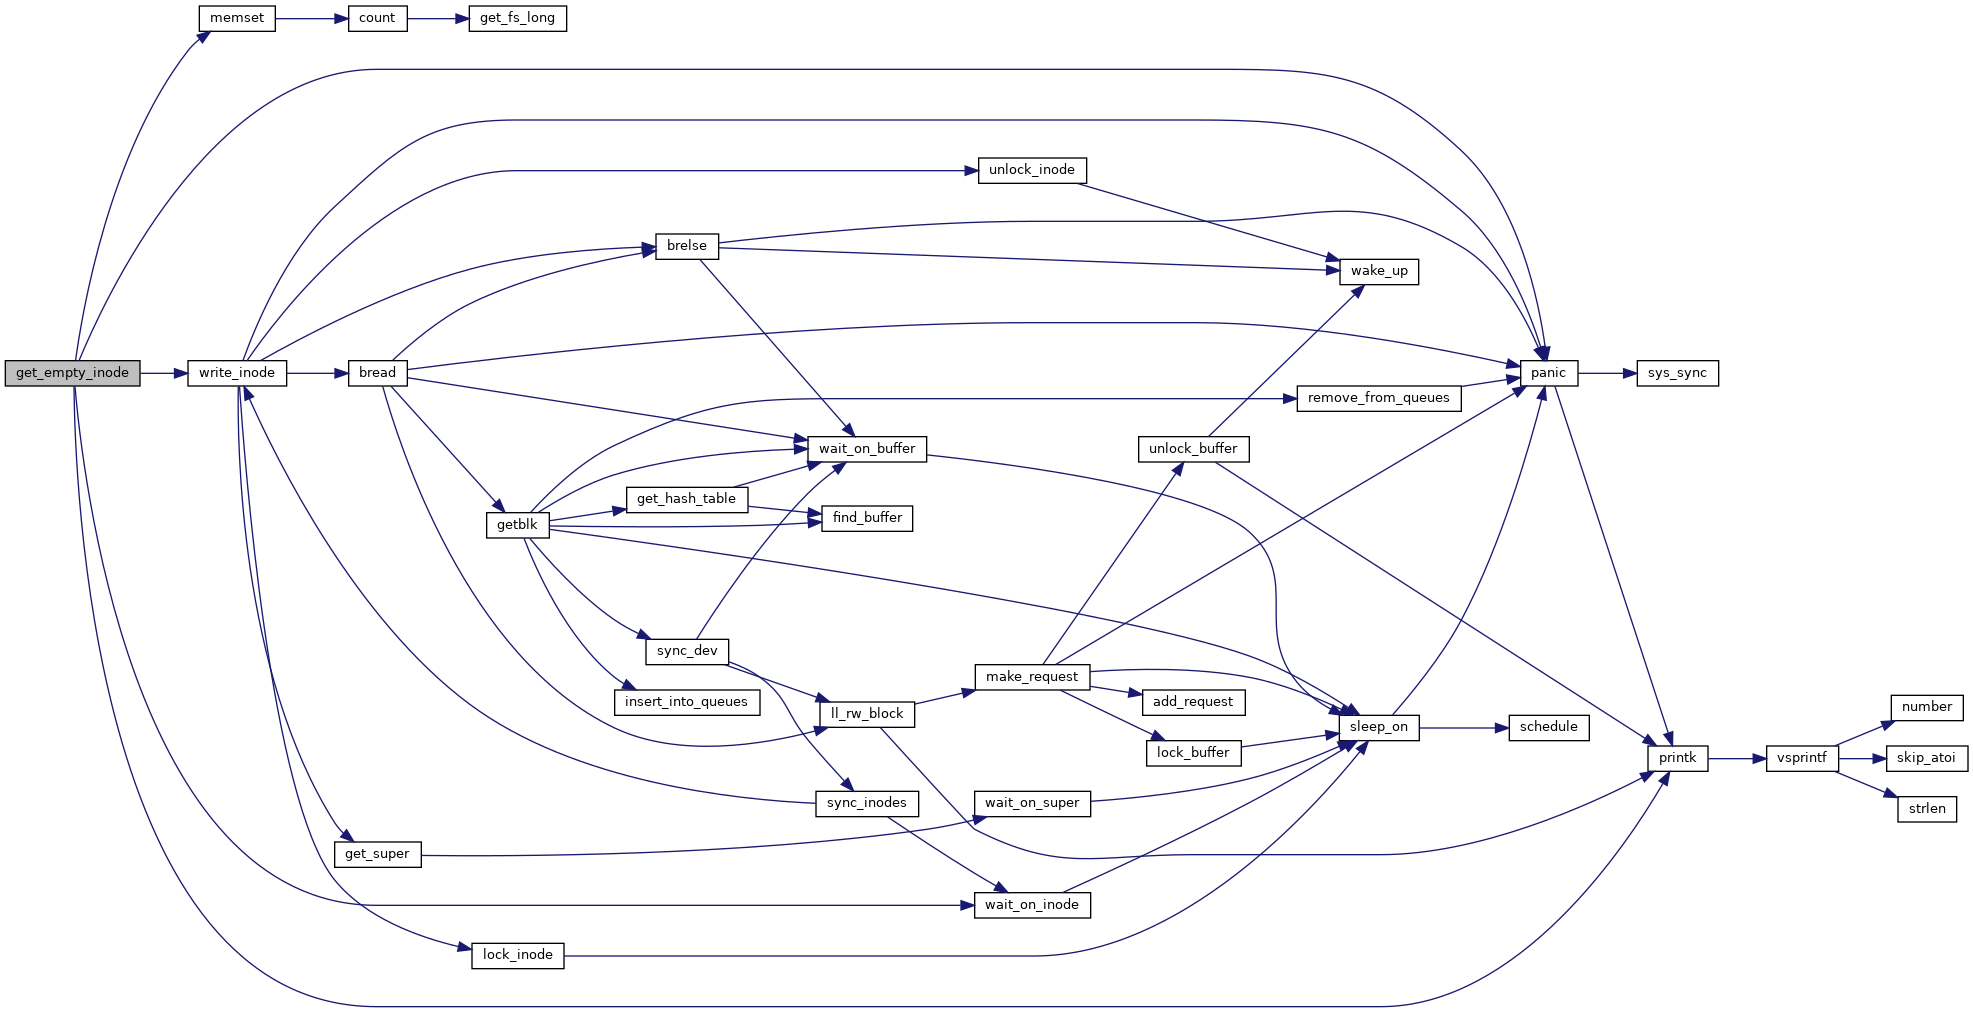 memset
count
get_fs_long
unlock_inode
brelse
wake_up
get_empty_inode
write_inode
bread
panic
sys_sync
remove_from_queues
wait_on_buffer
unlock_buffer
get_hash_table
find_buffer
getblk
sync_dev
make_request
insert_into_queues
add_request
ll_rw_block
number
sleep_on
schedule
lock_buffer
printk
vsprintf
skip_atoi
sync_inodes
wait_on_super
strlen
get_super
wait_on_inode
lock_inode